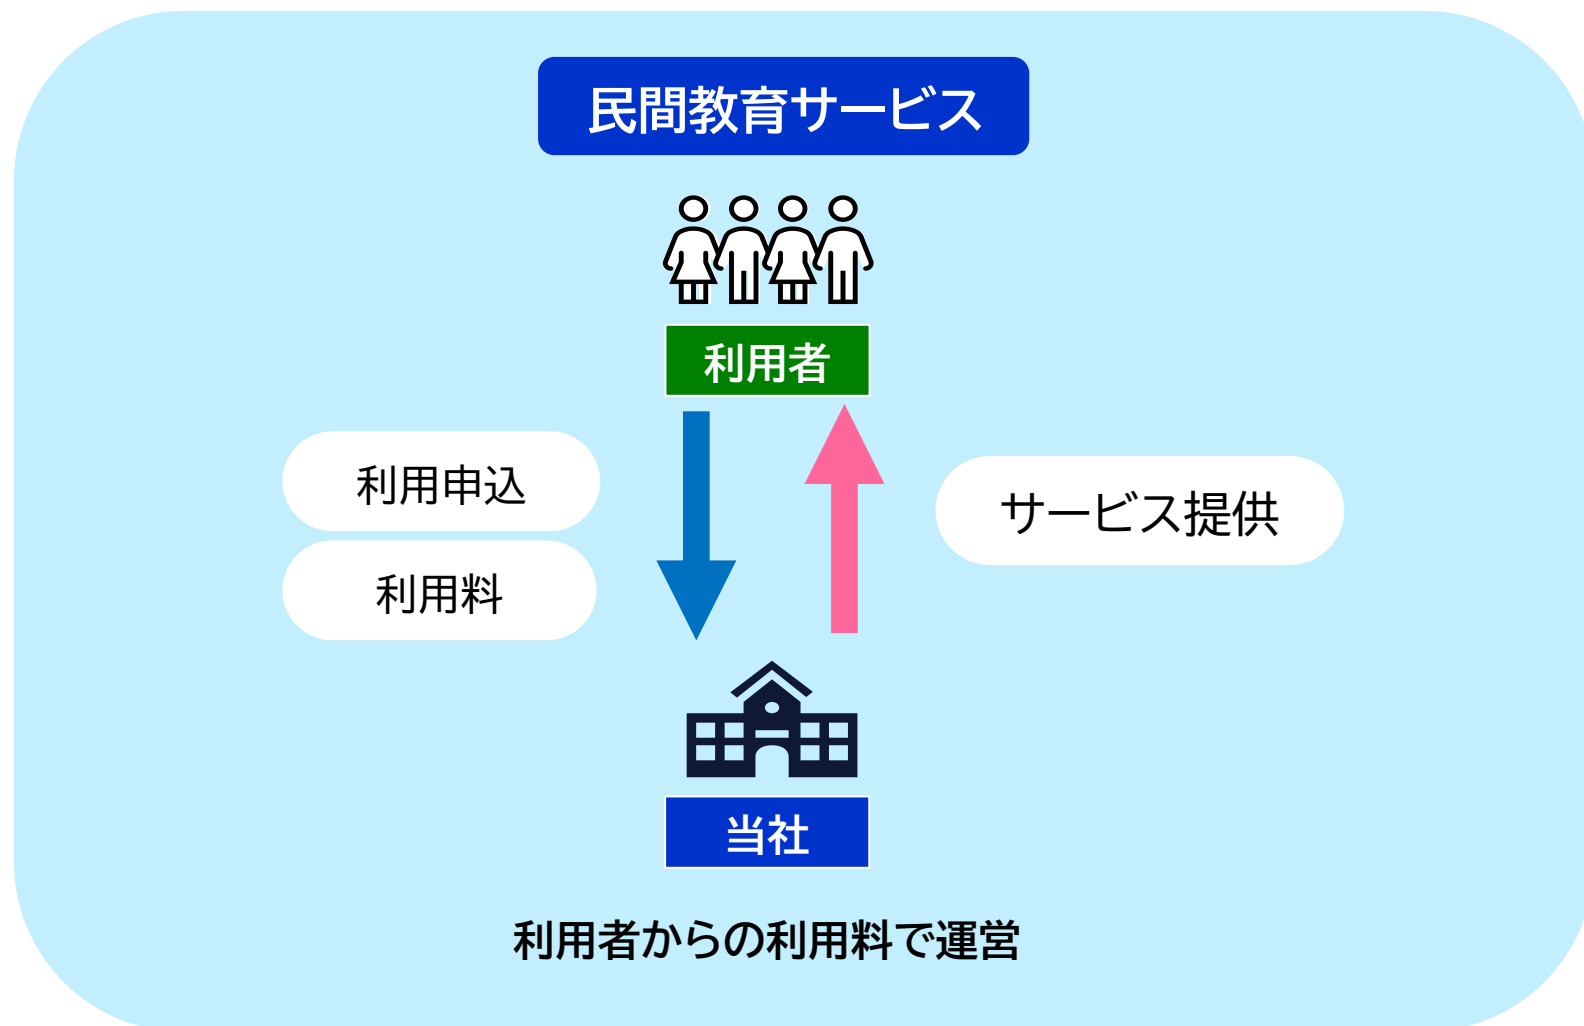 民間教育サービス
利用者
利用申込
利用料
サービス提供
当社
利用者からの利用料で運営